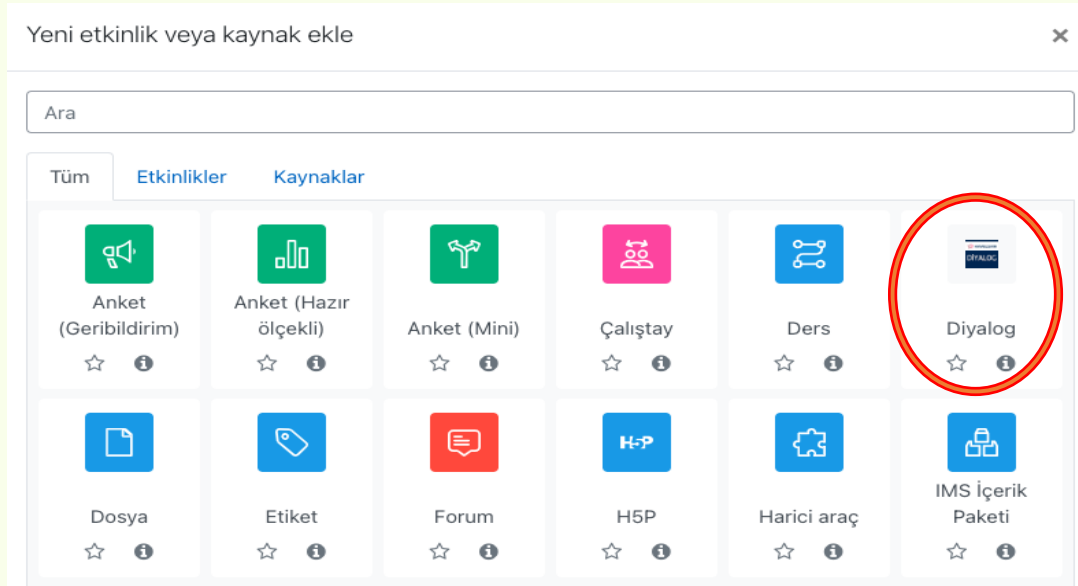 Yeni etkinlik veya kaynak ekle
Ara
Tüm
Etkinlikler
Kaynaklar
Anket
(Geribildirim)
Anket (Hazır
ölçekli)
Anket (Mini)
Çalıştay
Ders
DİYALOG
Diyalog
Dosya
Etiket
Forum
H5P
H5P
Harici araç
IMS İçerik
Paketi